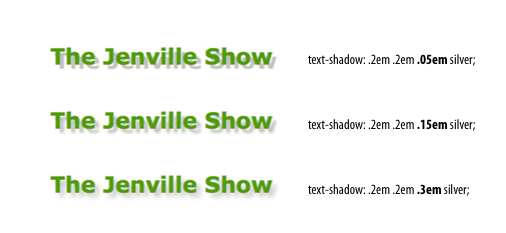 The Jenville Show text-shadow: .2em .2em .05em silver;
The Jenville Show text-shadow: .2em .2em .15em silver;
The Jenville Show text-shadow: .2em .2em .3em silver;